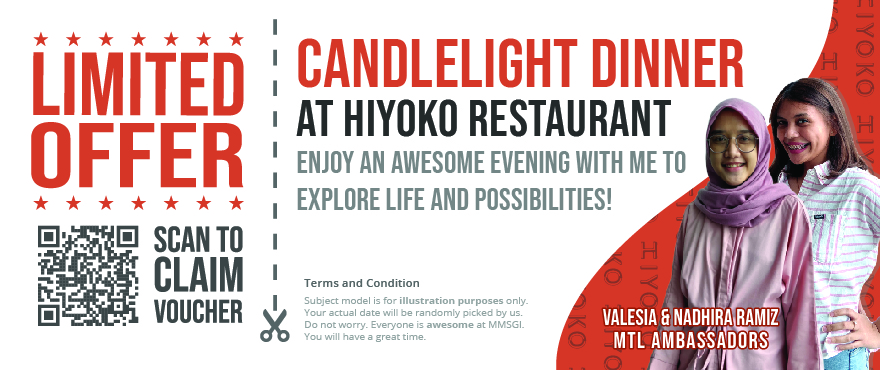 LIMITED
OFFER
SCAN TO
CLAIM
VOUCHER
CANDLELIGHT DINNER
AT HIYOKO RESTAURANT
ENJOY AN AWESOME EVENING WITH ME TO
EXPLORE LIFE AND POSSIBILITIES!
Terms and Condition
Subject model is for illustration purposes only.
Your actual date will be randomly picked by us.
Do not worry. Everyone is awesome at MMSGI.
You will have a great time.
VALESIA & NADHIRA RAMIZ
MTL AMBASSADORS
HIYOKO